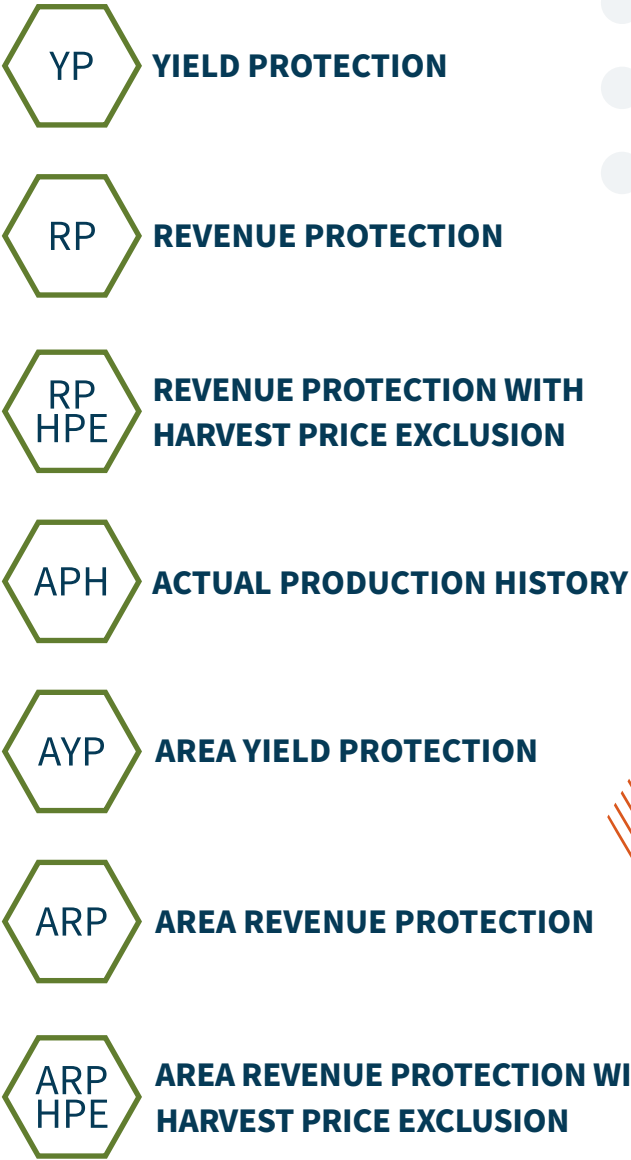 YP
YIELD PROTECTION
RP
REVENUE PROTECTION
RP
HPE
REVENUE PROTECTION WITH
HARVEST PRICE EXCLUSION
APH
ACTUAL PRODUCTION HISTORY
AYP
AREA YIELD PROTECTION
ARP
AREA REVENUE PROTECTION
ARP
HPE
AREA REVENUE PROTECTION WI
HARVEST PRICE EXCLUSION